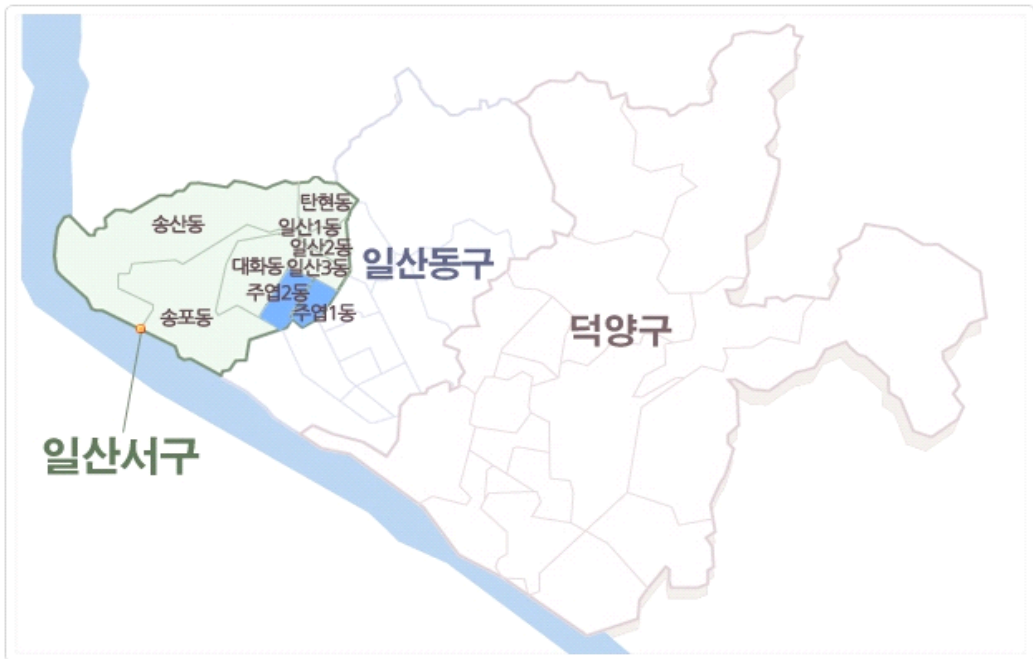 탄현동
송산동
일산1동
일산2동
대화동
일산3동
일산동구
주엽2동
주엽1동
송포동
덕양구
일산서구